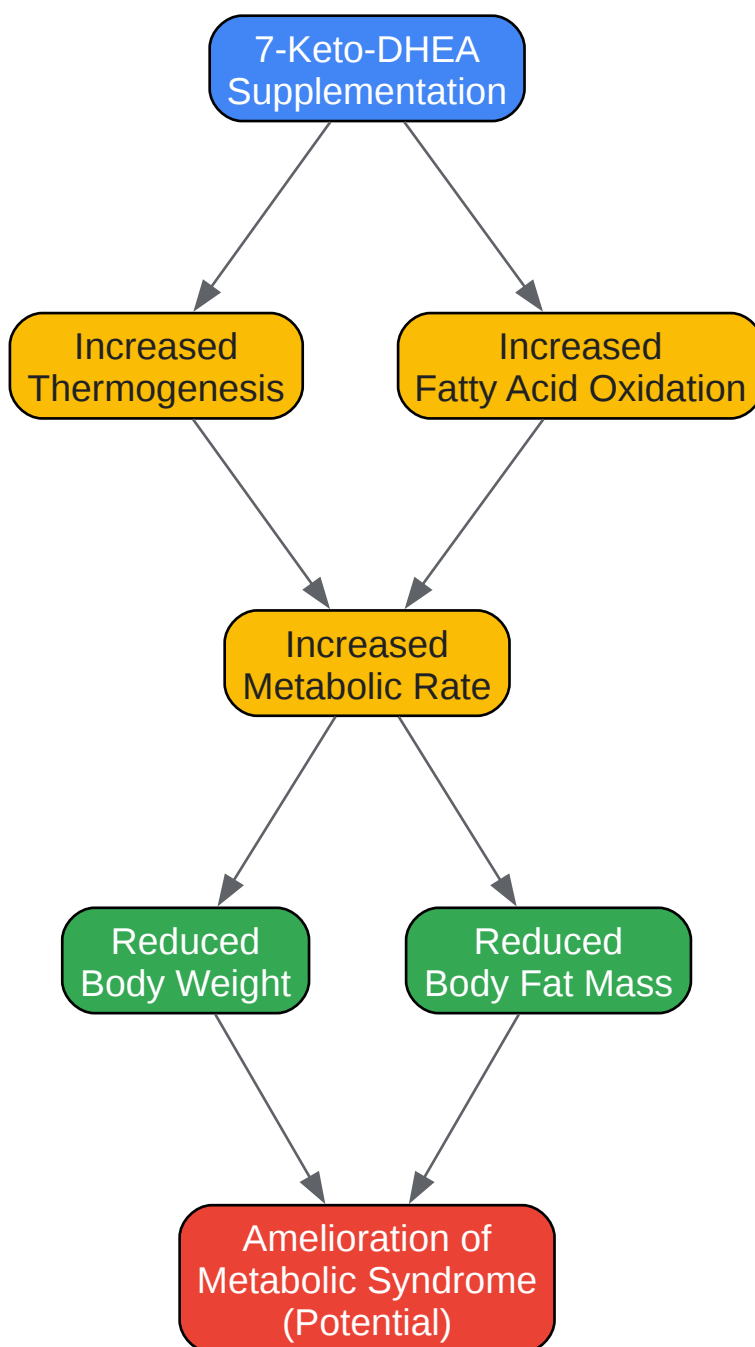 7-Keto-DHEA
Supplementation
Increased
Thermogenesis
Increased
Fatty Acid Oxidation
Increased
Metabolic Rate
Reduced
Body Weight
Reduced
Body Fat Mass
Amelioration of
Metabolic Syndrome
(Potential)